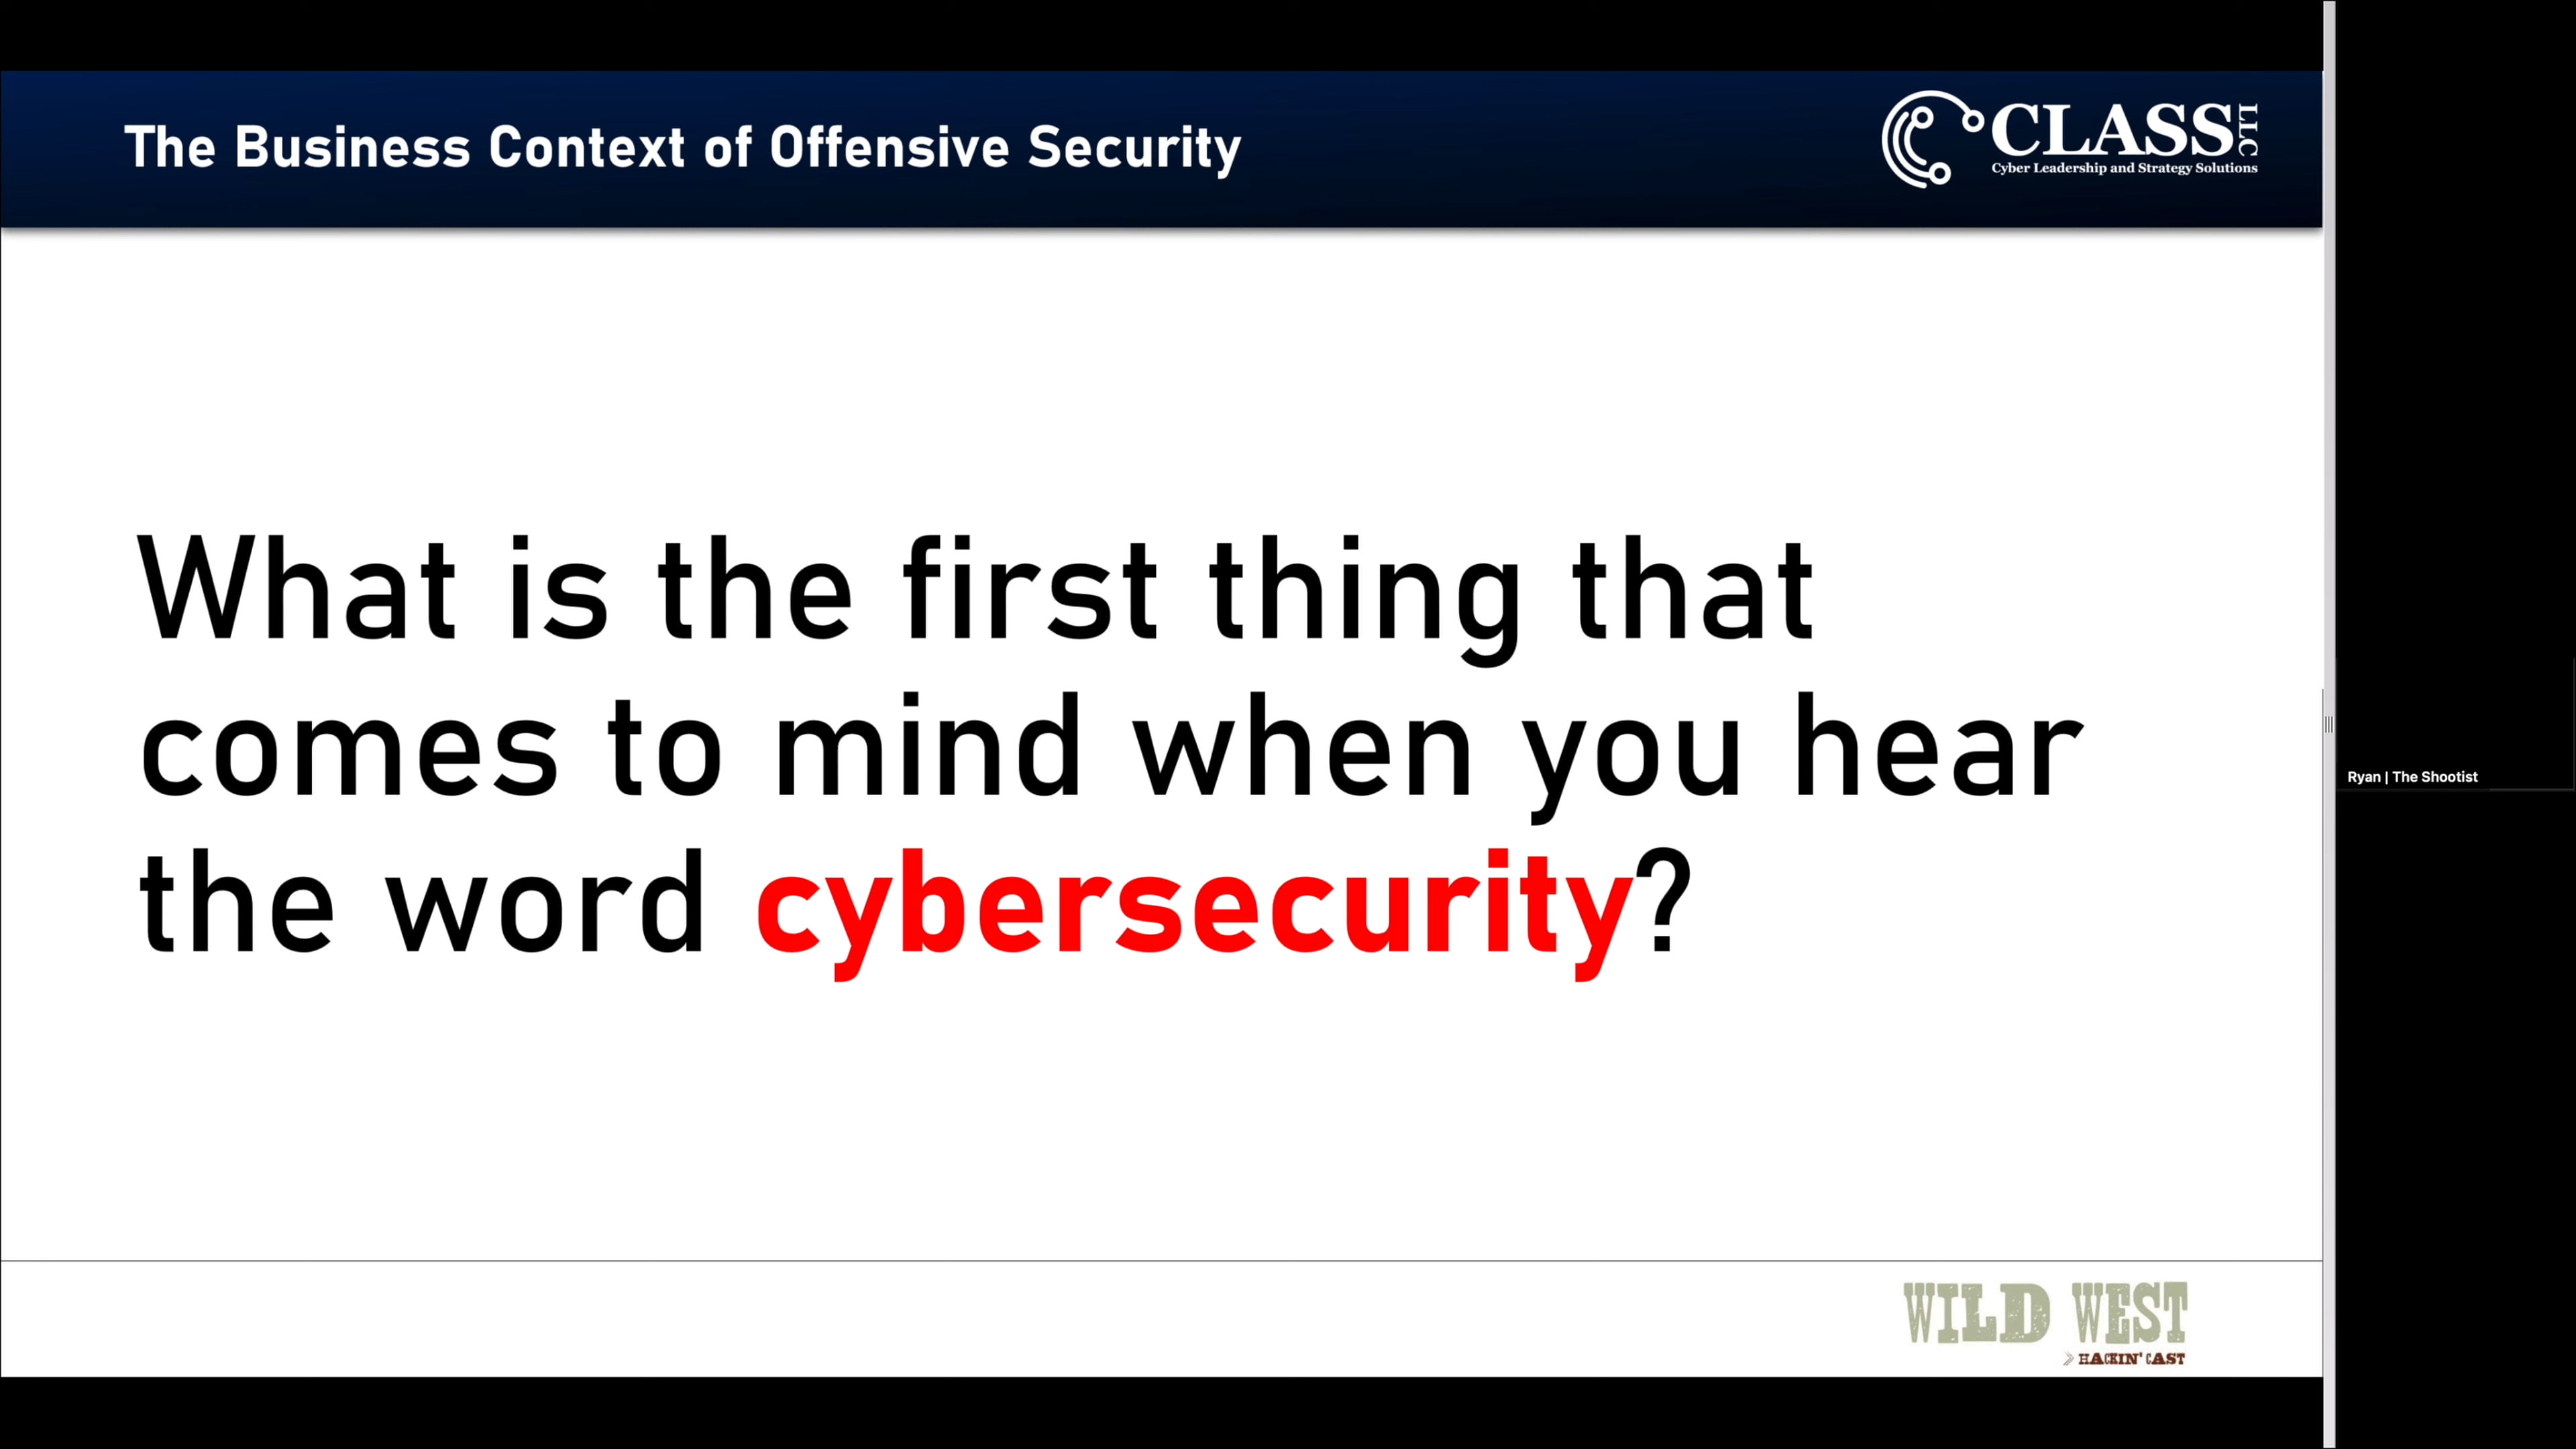 The Business Context of Offensive Security
CLASS LLC
Cyber Leadership and Strategy Solutions
What is the first thing that
comes to mind when you hear
the word cybersecurity?
Ryan | The Shootist
WILD WEST
HACKIN' CAST